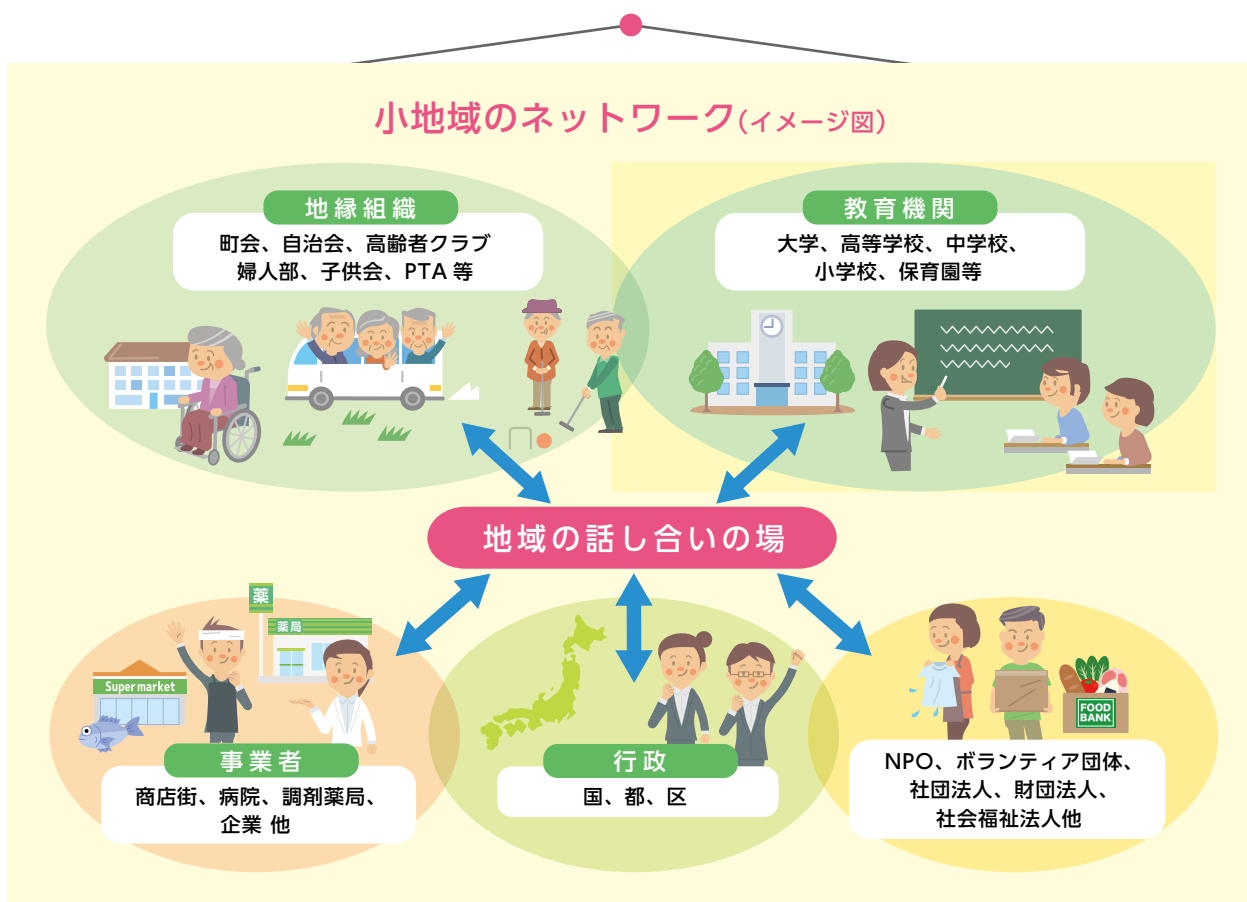 小地域のネットワーク(イメージ図)
地縁組織
町会、自治会、高齢者クラブ
婦人部、子供会、PTA 等
教育機関
大学、高等学校、中学校、
小学校、保育園等
地域の話し合いの場
薬
薬局
Super market
事業者
商店街、病院、調剤薬局、
企業 他
行政
国、都、区
FOOD
BANK
NPO、ボランティア団体、
社団法人、財団法人、
社会福祉法人他